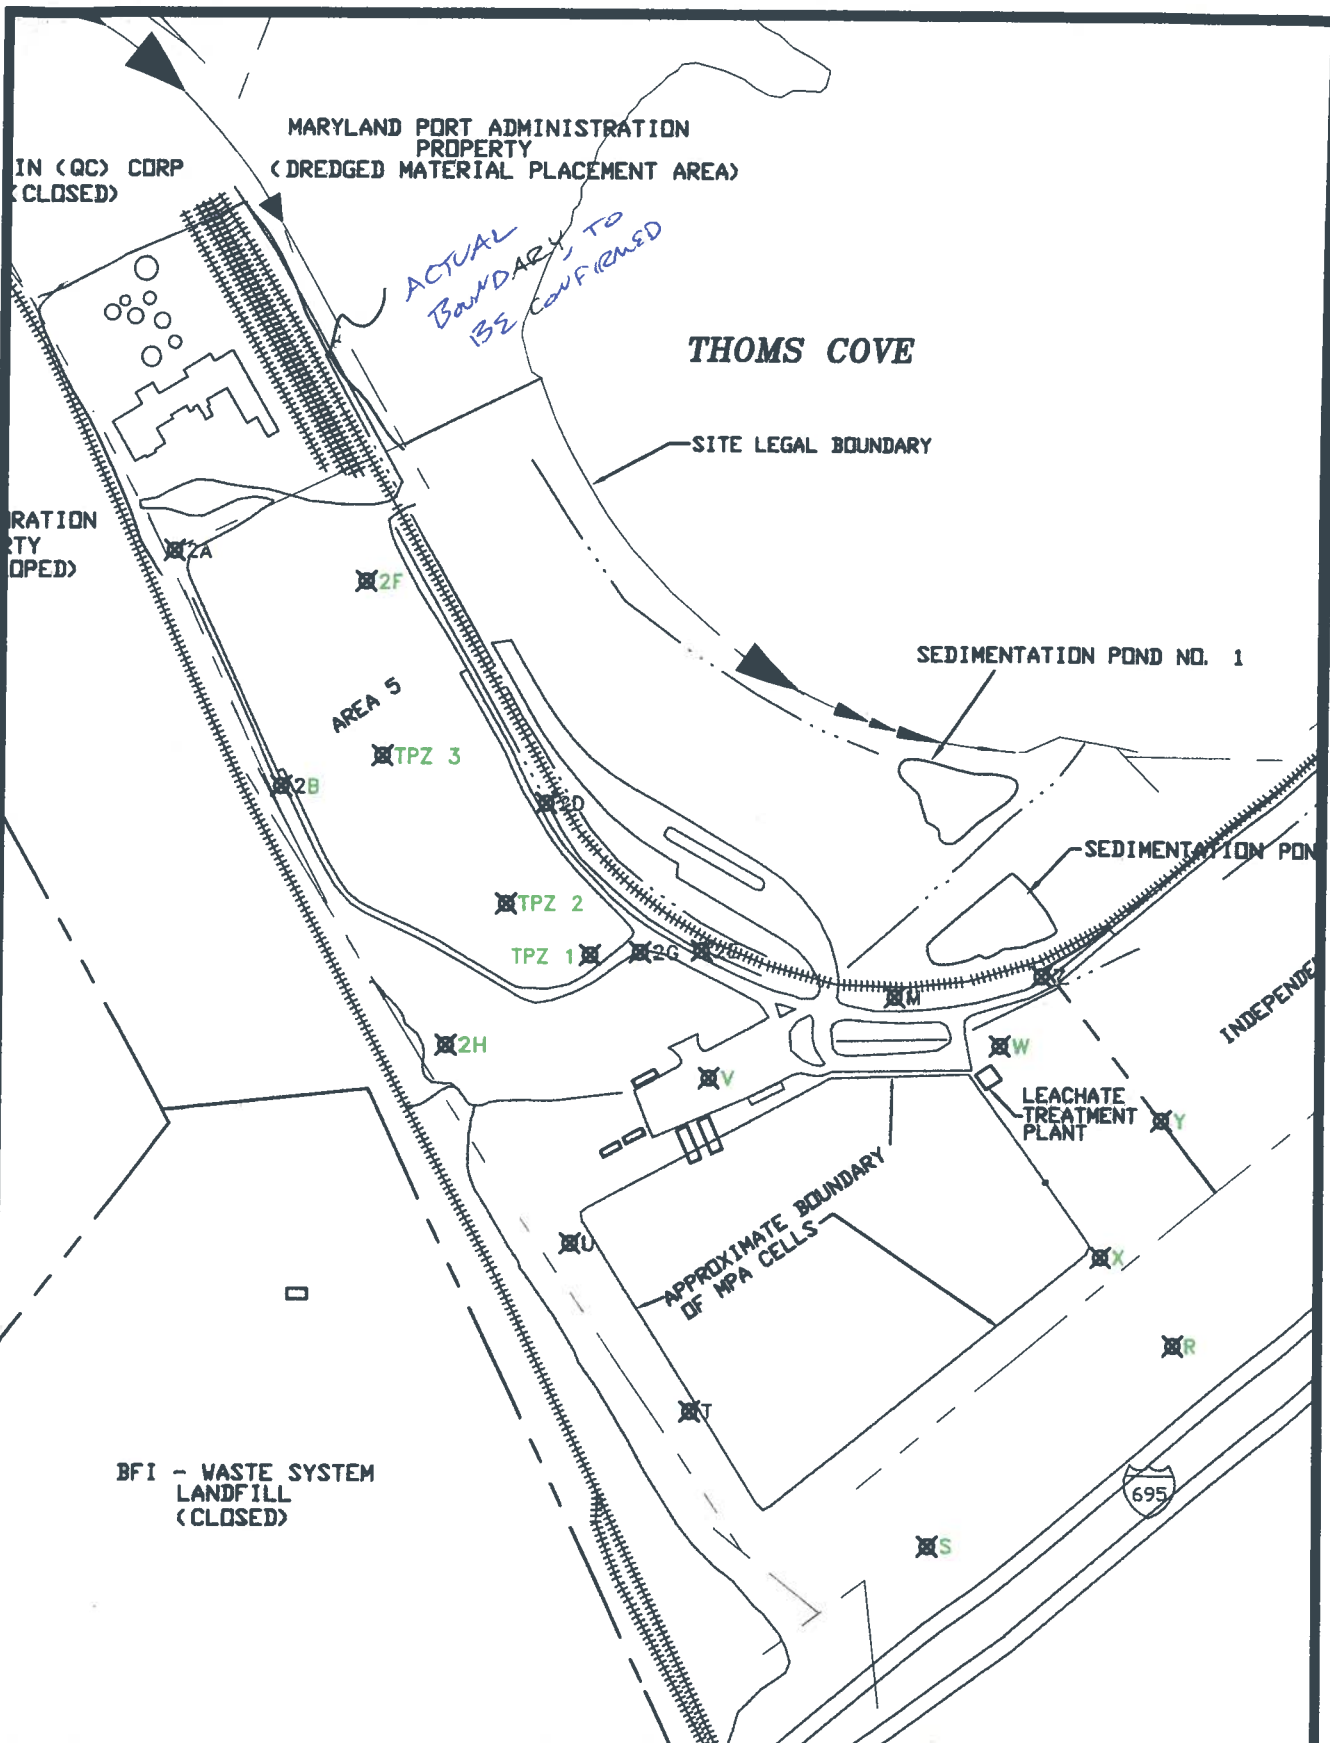 MARYLAND PORT ADMINISTRATION
PROPERTY
(DREDGED MATERIAL PLACEMENT AREA)
IN (QC) CORP
(CLOSED)
ACTUAL
BOUNDARY, TO
BE CONFIRMED
THOMS COVE
SITE LEGAL BOUNDARY
RATION
RTY
OPED)
2A
2F
SEDIMENTATION POND NO. 1
AREA 5
TPZ 3
2B
2D
SEDIMENTATION PON
TPZ 2
TPZ 1
2G
M
INDEPENDE
2H
W
V
LEACHATE
TREATMENT
PLANT
Y
APPROXIMATE BOUNDARY
OF MPA CELLS
U
X
R
T
BFI - WASTE SYSTEM
LANDFILL
(CLOSED)
695
S